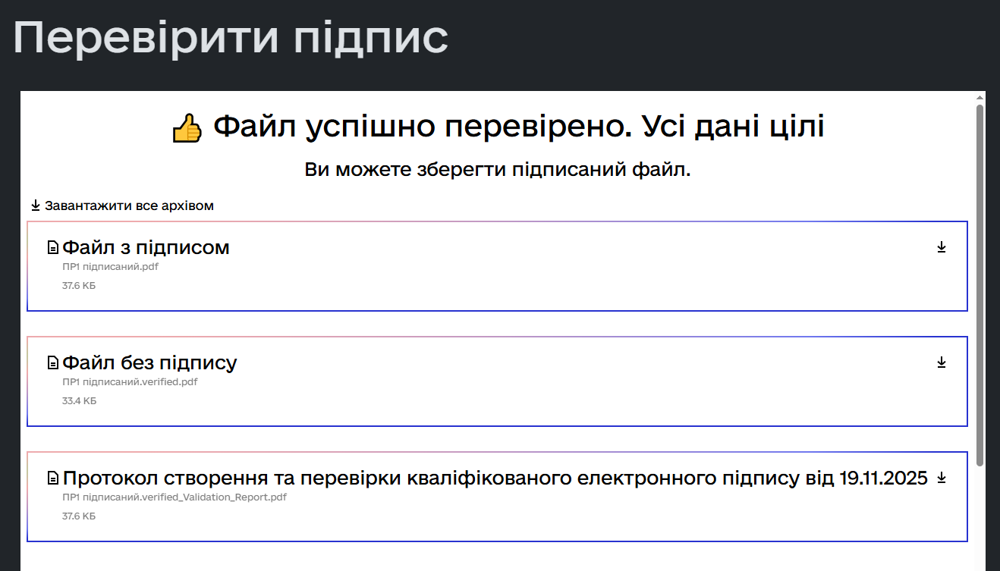 Перевірити підпис
👍 Файл успішно перевірено. Усі дані цілі
Ви можете зберегти підписаний файл.
Завантажити все архівом
Файл з підписом
ПР1 підписаний.pdf
37.6 КБ
Файл без підпису
ПР1 підписаний.verified.pdf
33.4 КБ
Протокол створення та перевірки кваліфікованого електронного підпису від 19.11.2025
ПР1 підписаний.verified_Validation_Report.pdf
37.6 КБ